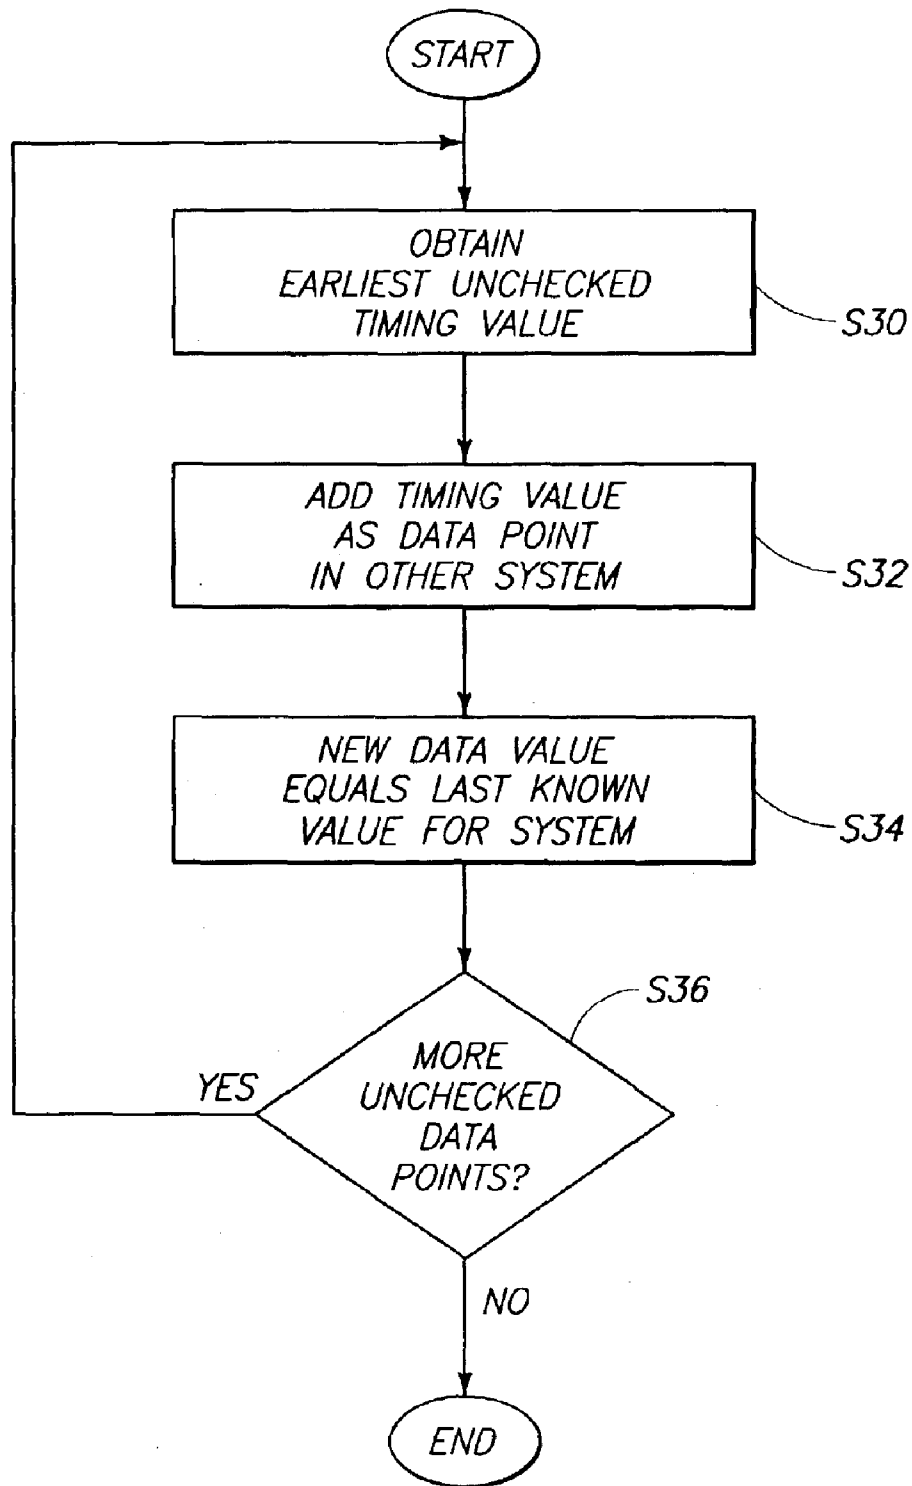 START
OBTAIN
EARLIEST UNCHECKED
TIMING VALUE
S30
ADD TIMING VALUE
AS DATA POINT
IN OTHER SYSTEM
S32
NEW DATA VALUE
EQUALS LAST KNOWN
VALUE FOR SYSTEM
S34
S36
MORE
UNCHECKED
DATA
POINTS?
YES
NO
END